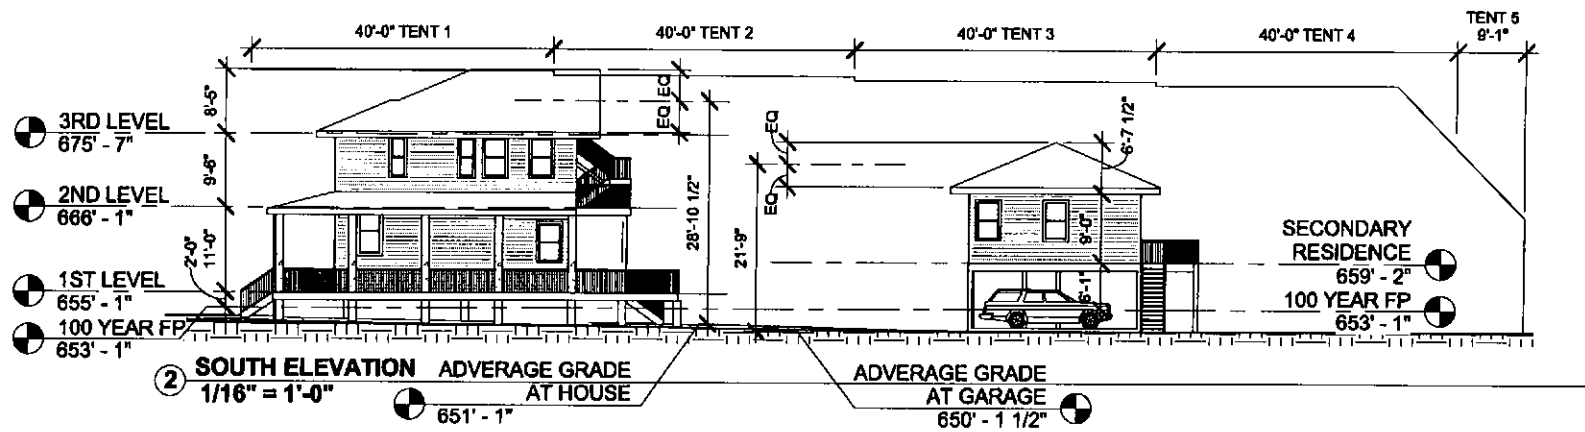 40'-0" TENT 1
40'-0" TENT 2
40'-0" TENT 3
40'-0" TENT 4
TENT 5
9'-1"
8'-5"
9'-6"
11'-0"
2'-0"
3RD LEVEL
675' - 7"
2ND LEVEL
666' - 1"
1ST LEVEL
655' - 1"
100 YEAR FP
653' - 1"
EQ
EQ
28'-10 1/2"
21'-9"
EQ
EQ
6'-7 1/2"
9'-0"
6'-1"
SECONDARY
RESIDENCE
659' - 2"
100 YEAR FP
653' - 1"
2
SOUTH ELEVATION
1/16" = 1'-0"
ADVERAGE GRADE
AT HOUSE
651' - 1"
ADVERAGE GRADE
AT GARAGE
650' - 1 1/2"